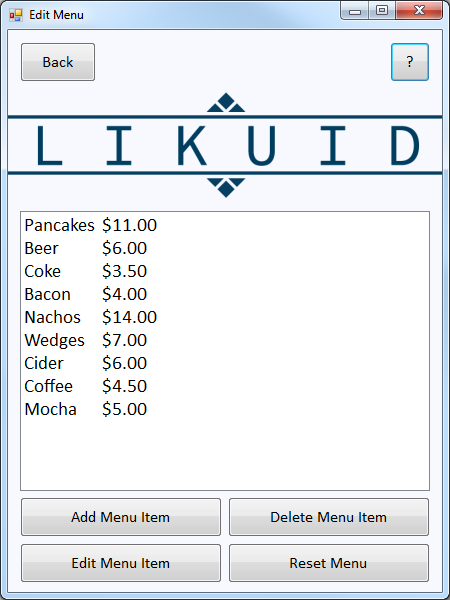 Edit Menu
Back ?
LIKUID
Pancakes $11.00
Beer $6.00
Coke $3.50
Bacon $4.00
Nachos $14.00
Wedges $7.00
Cider $6.00
Coffee $4.50
Mocha $5.00
Add Menu Item Delete Menu Item
Edit Menu Item Reset Menu